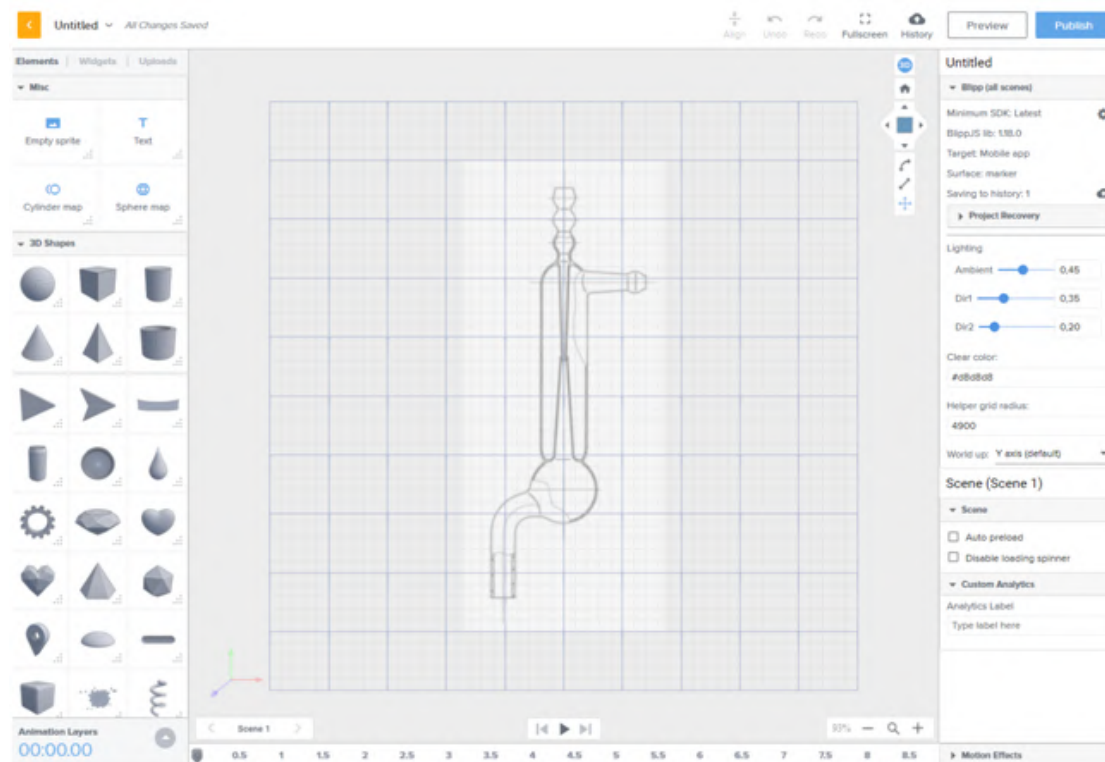 Untitled All Changes Saved
Align Undo Redo Fullscreen History Preview Publish
Elements Widgets Uploads
Misc
Empty sprite Text
Cylinder map Sphere map
3D Shapes
Animation Layers
00:00.00
3D
Scene 1
93%
0.5 1 1.5 2 2.5 3 3.5 4 4.5 5 5.5 6 6.5 7 7.5 8 8.5
Untitled
Blipp (all scenes)
Minimum SDK: Latest
BlippJS lib: 1.18.0
Target: Mobile app
Surface: marker
Saving to history: 1
Project Recovery
Lighting:
Ambient 0,45
Dir1 0,35
Dir2 0,20
Clear color:
#d8d8d8
Helper grid radius:
4900
World up: Y axis (default)
Scene (Scene 1)
Scene
Auto preload
Disable loading spinner
Custom Analytics
Analytics Label
Type label here
Motion Effects